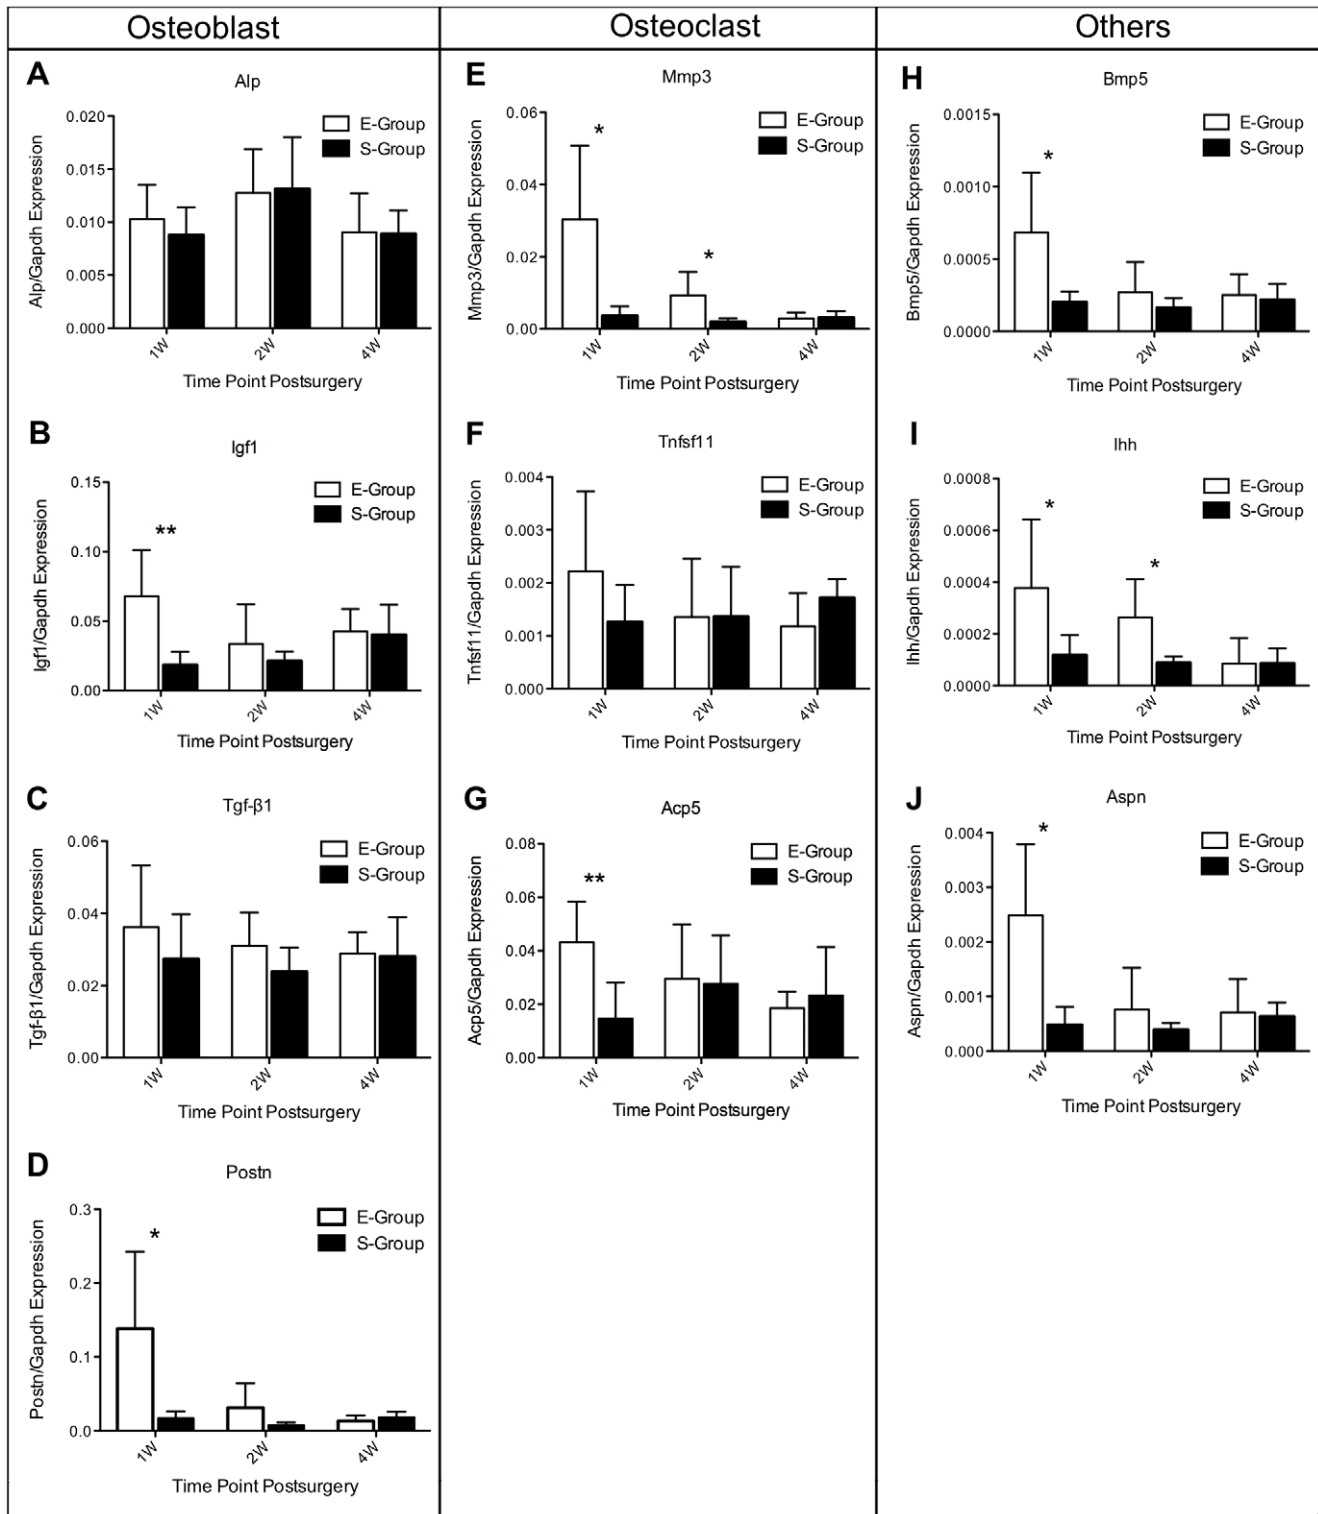 Osteoblast
Osteoclast
Others
A
Alp
E-Group
S-Group
Alp/Gapdh Expression
0.020
0.015
0.010
0.005
0.000
1W
2W
4W
Time Point Postsurgery
B
Igf1
E-Group
S-Group
Igf1/Gapdh Expression
0.15
0.10
0.05
0.00
**
1W
2W
4W
Time Point Postsurgery
C
Tgf-β1
E-Group
S-Group
Tgf-β1/Gapdh Expression
0.06
0.04
0.02
0.00
1W
2W
4W
Time Point Postsurgery
D
Postn
E-Group
S-Group
Postn/Gapdh Expression
0.3
0.2
0.1
0.0
*
1W
2W
4W
Time Point Postsurgery
E
Mmp3
E-Group
S-Group
Mmp3/Gapdh Expression
0.06
0.04
0.02
0.00
*
*
1W
2W
4W
Time Point Postsurgery
F
Tnfsf11
E-Group
S-Group
Tnfsf11/Gapdh Expression
0.004
0.003
0.002
0.001
0.000
1W
2W
4W
Time Point Postsurgery
G
Acp5
E-Group
S-Group
Acp5/Gapdh Expression
0.08
0.06
0.04
0.02
0.00
**
1W
2W
4W
Time Point Postsurgery
H
Bmp5
E-Group
S-Group
Bmp5/Gapdh Expression
0.0015
0.0010
0.0005
0.0000
*
1W
2W
4W
Time Point Postsurgery
I
Ihh
E-Group
S-Group
Ihh/Gapdh Expression
0.0008
0.0006
0.0004
0.0002
0.0000
*
*
1W
2W
4W
Time Point Postsurgery
J
Aspn
E-Group
S-Group
Aspn/Gapdh Expression
0.004
0.003
0.002
0.001
0.000
*
1W
2W
4W
Time Point Postsurgery